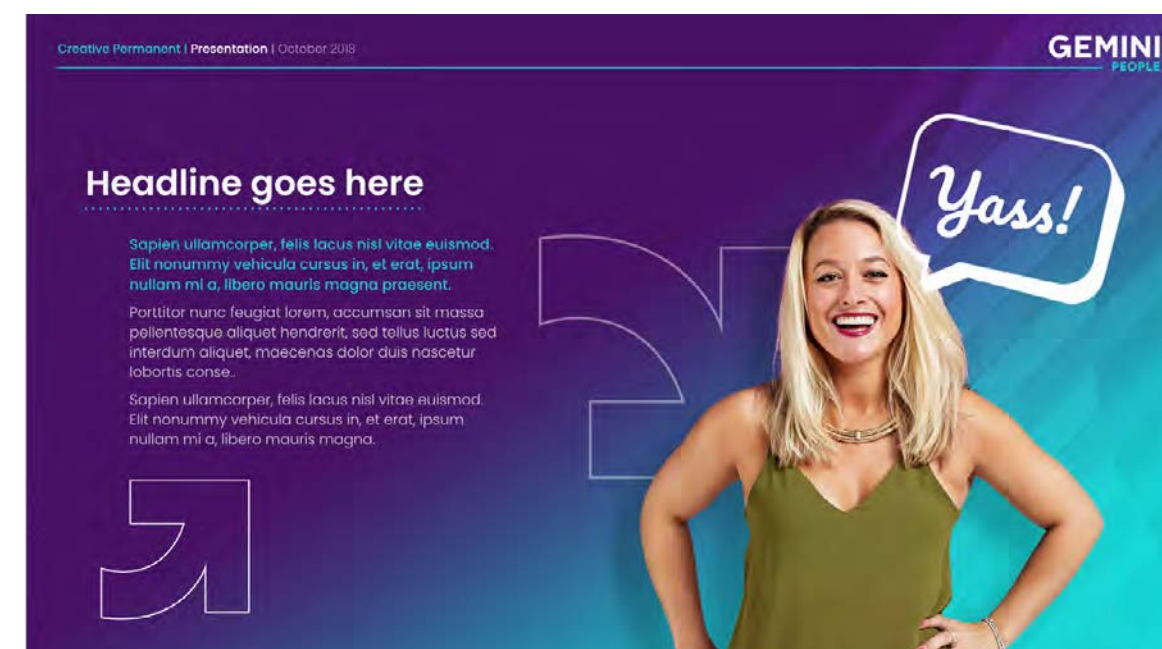 Creative Permanent | Presentation | October 2018
GEMINI
PEOPLE
Yass!
Headline goes here
Sapien ullamcorper, felis lacus nisl vitae euismod.
Elit nonummy vehicula cursus in, et erat, ipsum
nullam mi a, libero mauris magna praesent.
Porttitor nunc feugiat lorem, accumsan sit massa
pellentesque aliquet hendrerit, sed tellus luctus sed
interdum aliquet, maecenas dolor duis nascetur
lobortis conse..
Sapien ullamcorper, felis lacus nisl vitae euismod.
Elit nonummy vehicula cursus in, et erat, ipsum
nullam mi a, libero mauris magna.